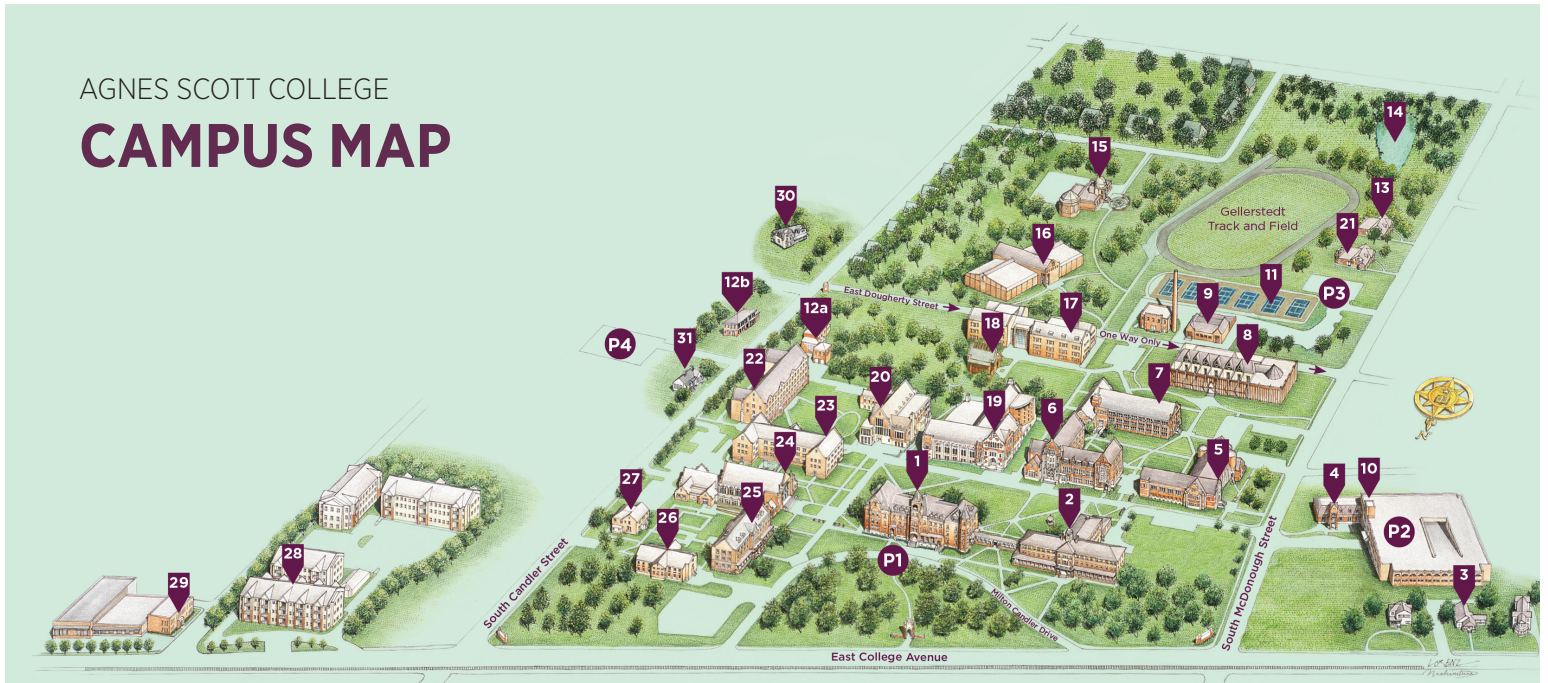 AGNES SCOTT COLLEGE
CAMPUS MAP
14
15
30
13
Gellerstedt
Track and Field
21
16
12b
East Dougherty Street
11
9
P3
12a
17
18
P4
31
One Way Only
8
22
20
7
23
19
6
24
1
5
27
25
2
4
10
26
P2
28
P1
29
3
South Candler Street
Milton Candler Drive
South McDonough Street
East College Avenue
N